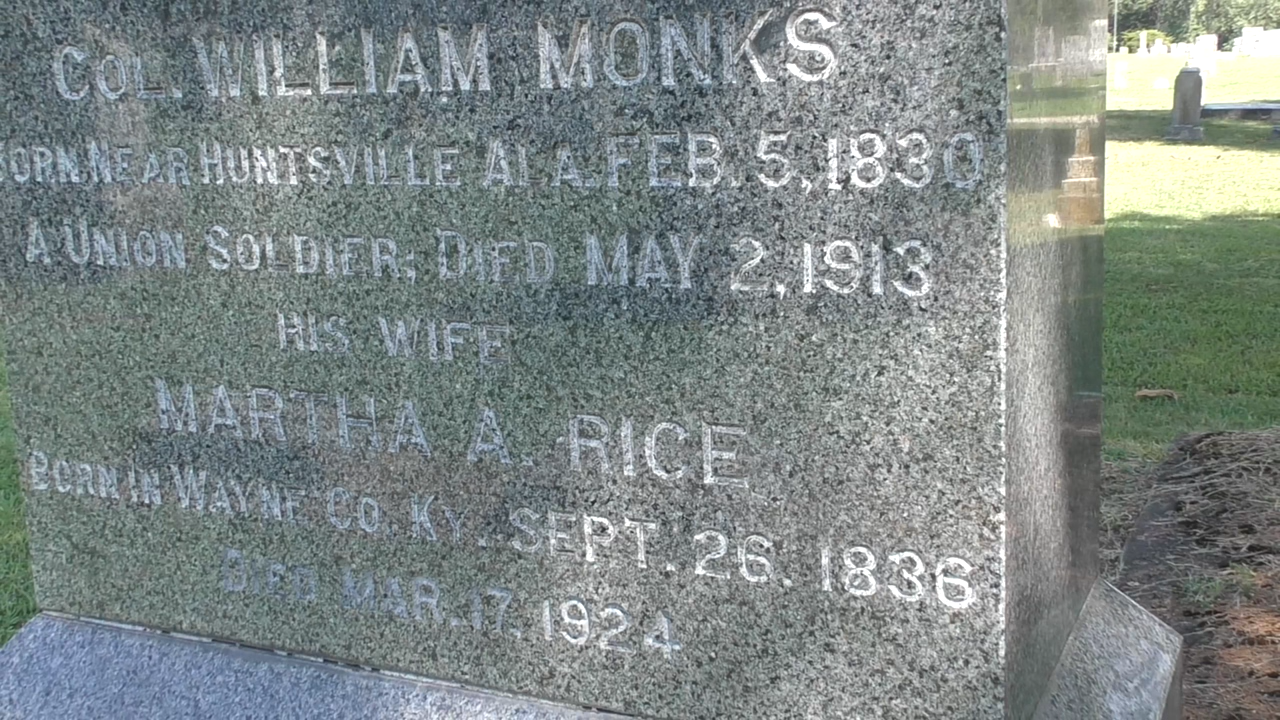 COL. WILLIAM MONKS
BORN NEAR HUNTSVILLE ALA. FEB. 5, 1830
A UNION SOLDIER; DIED MAY 2, 1913
HIS WIFE
MARTHA A. RICE
BORN IN WAYNE CO. KY. SEPT. 26. 1836
DIED MAR. 17, 1924